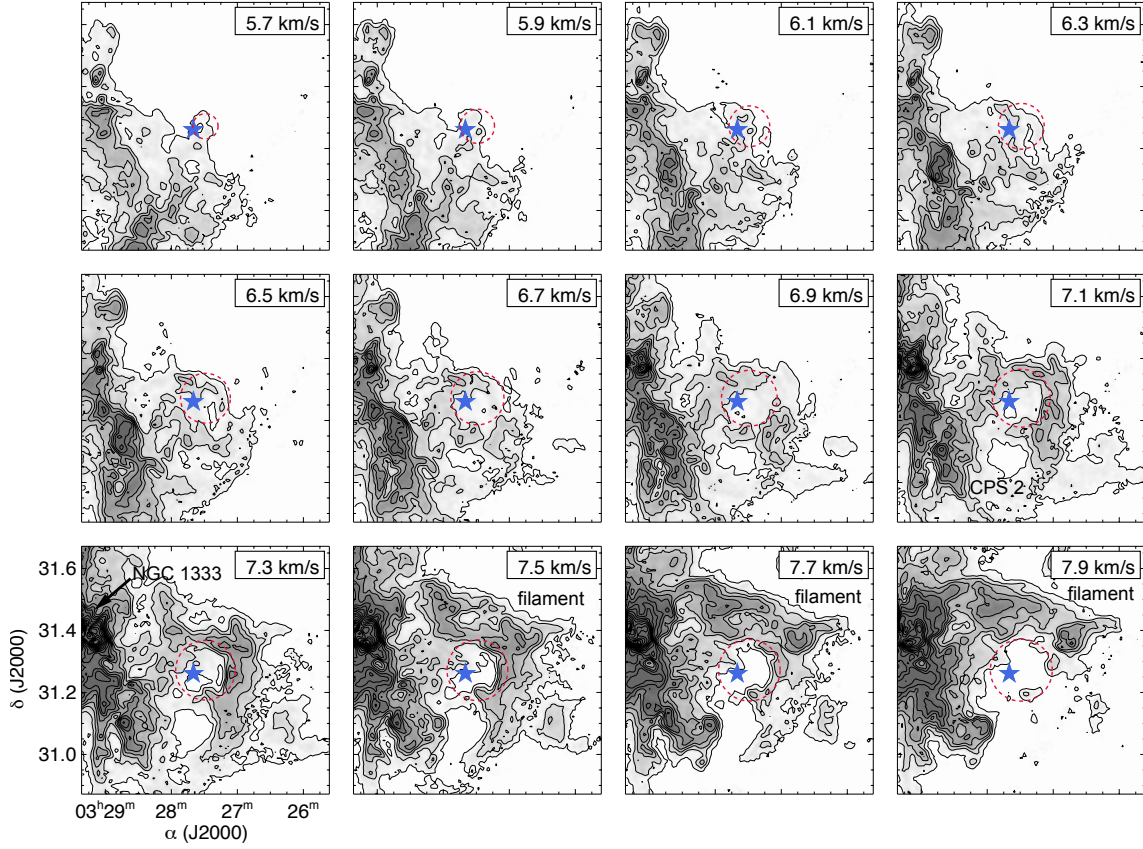 5.7 km/s
5.9 km/s
6.1 km/s
6.3 km/s
6.5 km/s
6.7 km/s
6.9 km/s
7.1 km/s
CPS 2
7.3 km/s
7.5 km/s
7.7 km/s
7.9 km/s
NGC 1333
filament
filament
filament
31.6
31.4
31.2
31.0
δ (J2000)
03ʰ29ᵐ 28ᵐ 27ᵐ 26ᵐ
α (J2000)